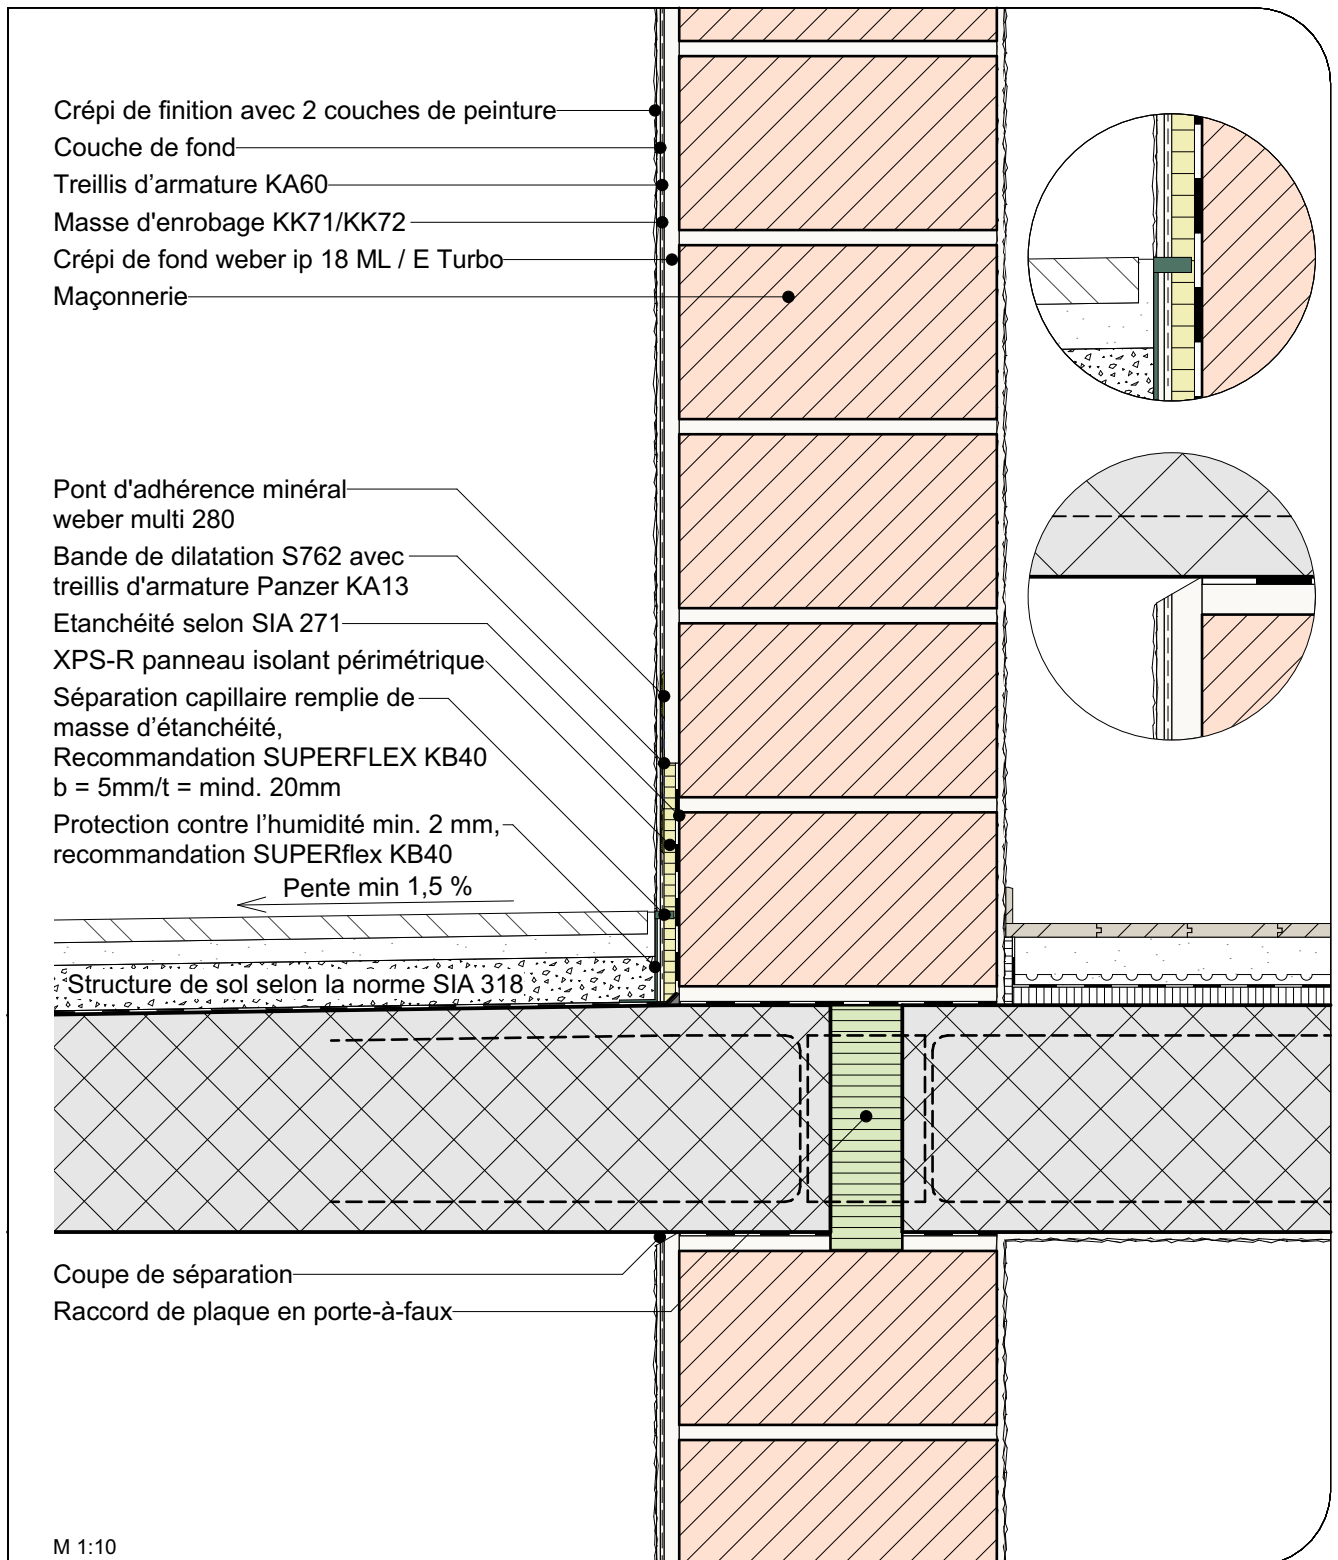 Crépi de finition avec 2 couches de peinture
Couche de fond
Treillis d’armature KA60
Masse d'enrobage KK71/KK72
Crépi de fond weber ip 18 ML / E Turbo
Maçonnerie
Pont d'adhérence minéral
weber multi 280
Bande de dilatation S762 avec
treillis d'armature Panzer KA13
Etanchéité selon SIA 271
XPS-R panneau isolant périmétrique
Séparation capillaire remplie de
masse d’étanchéité,
Recommandation SUPERFLEX KB40
b = 5mm/t = mind. 20mm
Protection contre l’humidité min. 2 mm,
recommandation SUPERflex KB40
Pente min 1,5 %
Structure de sol selon la norme SIA 318
Coupe de séparation
Raccord de plaque en porte-à-faux
M 1:10